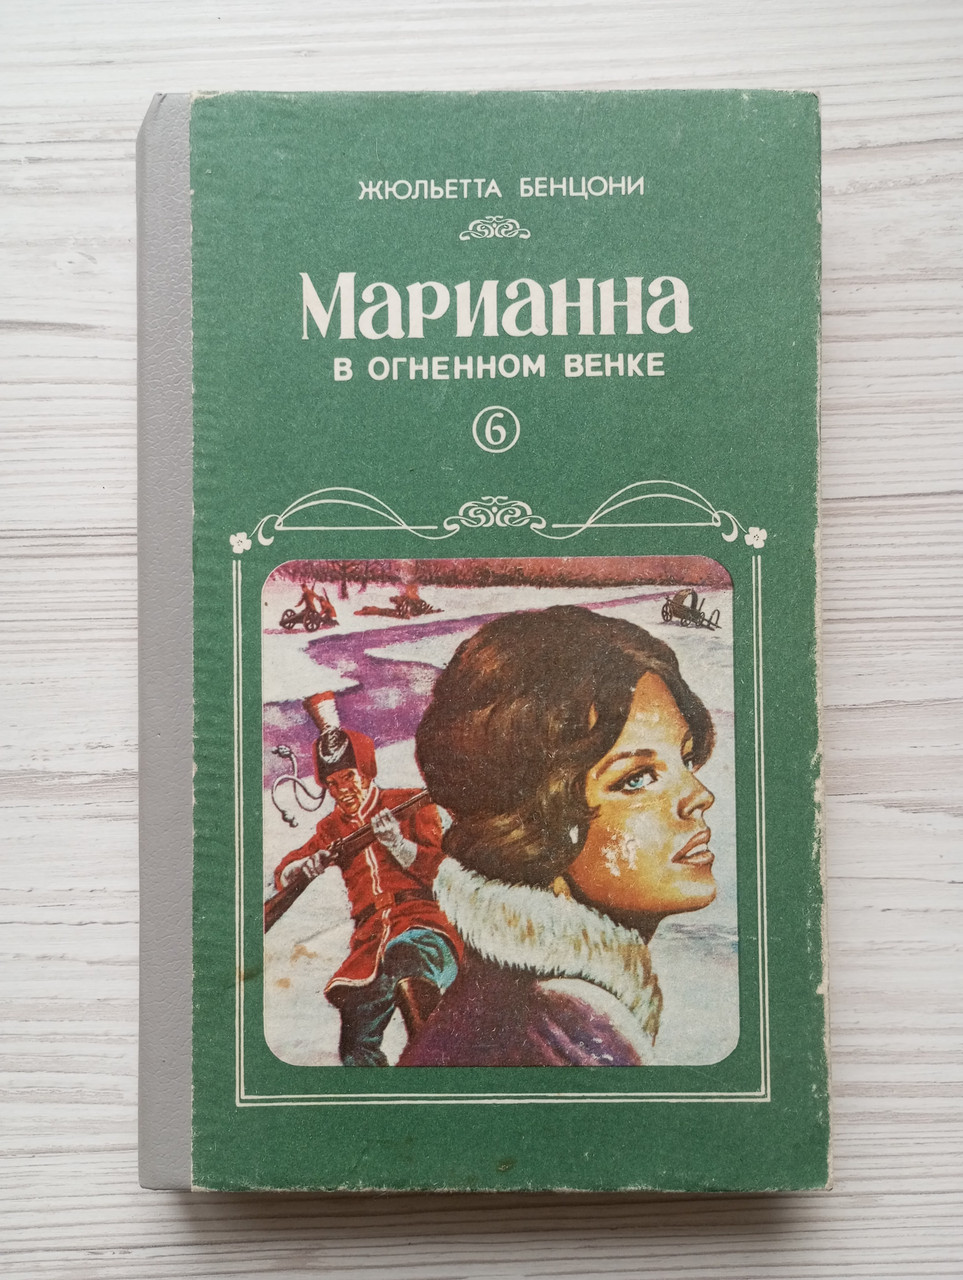 ЖЮЛЬЕТТА БЕНЦОНИ
МАРИАННА
В ОГНЕННОМ ВЕНКЕ
6